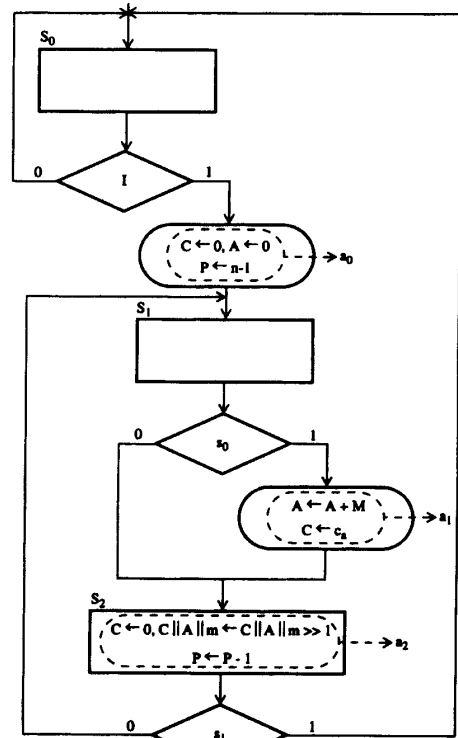 S0
0 I 1
C ← 0, A ← 0
P ← n-1
a0
S1
0 s0 1
A ← A + M
C ← ca
a1
S2
C ← 0, C || A || m ← C || A || m >> 1
P ← P - 1
a2
0 s1 1